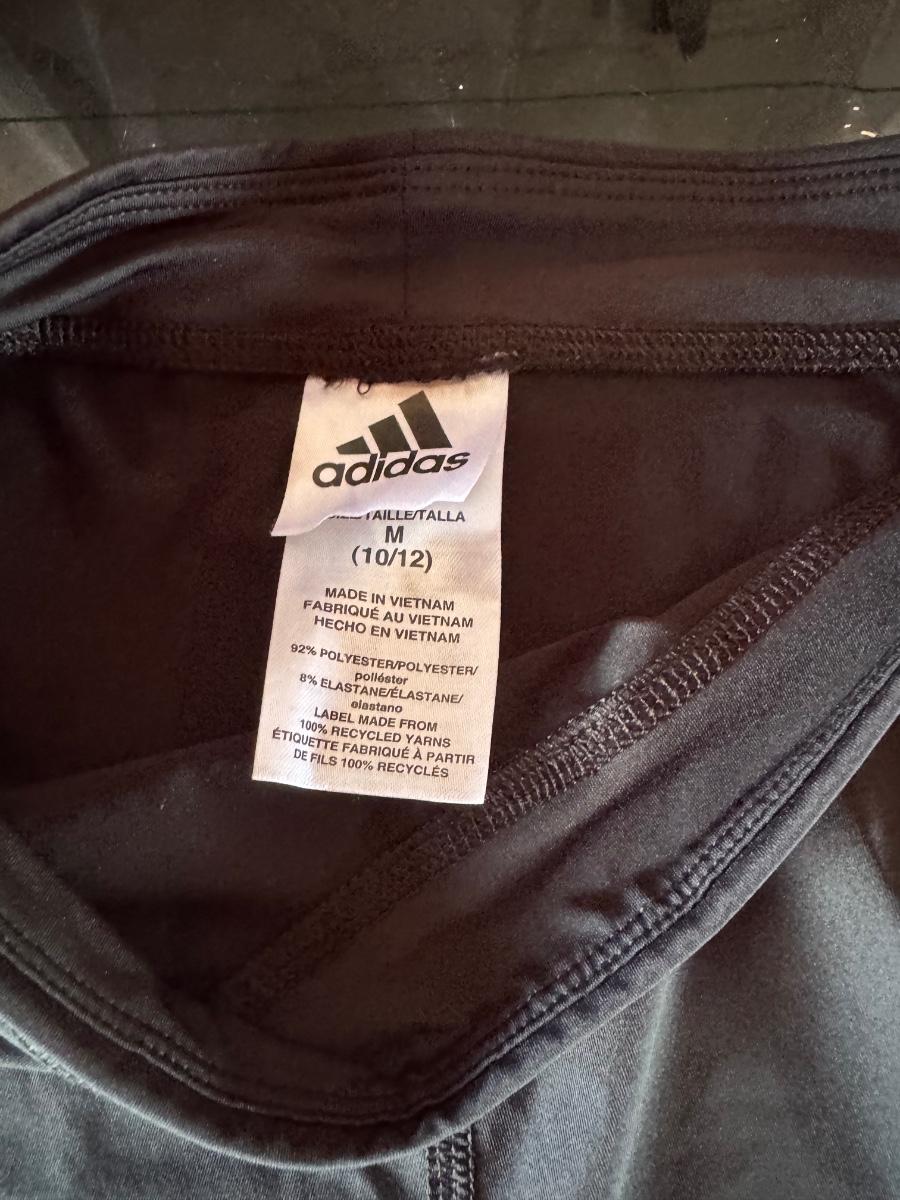 adidas
TAILLE/TALLA
M
(10/12)
MADE IN VIETNAM
FABRIQUÉ AU VIETNAM
HECHO EN VIETNAM
92% POLYESTER/POLYESTER/
poliéster
8% ELASTANE/ÉLASTANE/
elastano
LABEL MADE FROM
100% RECYCLED YARNS
ÉTIQUETTE FABRIQUÉ À PARTIR
DE FILS 100% RECYCLÉS